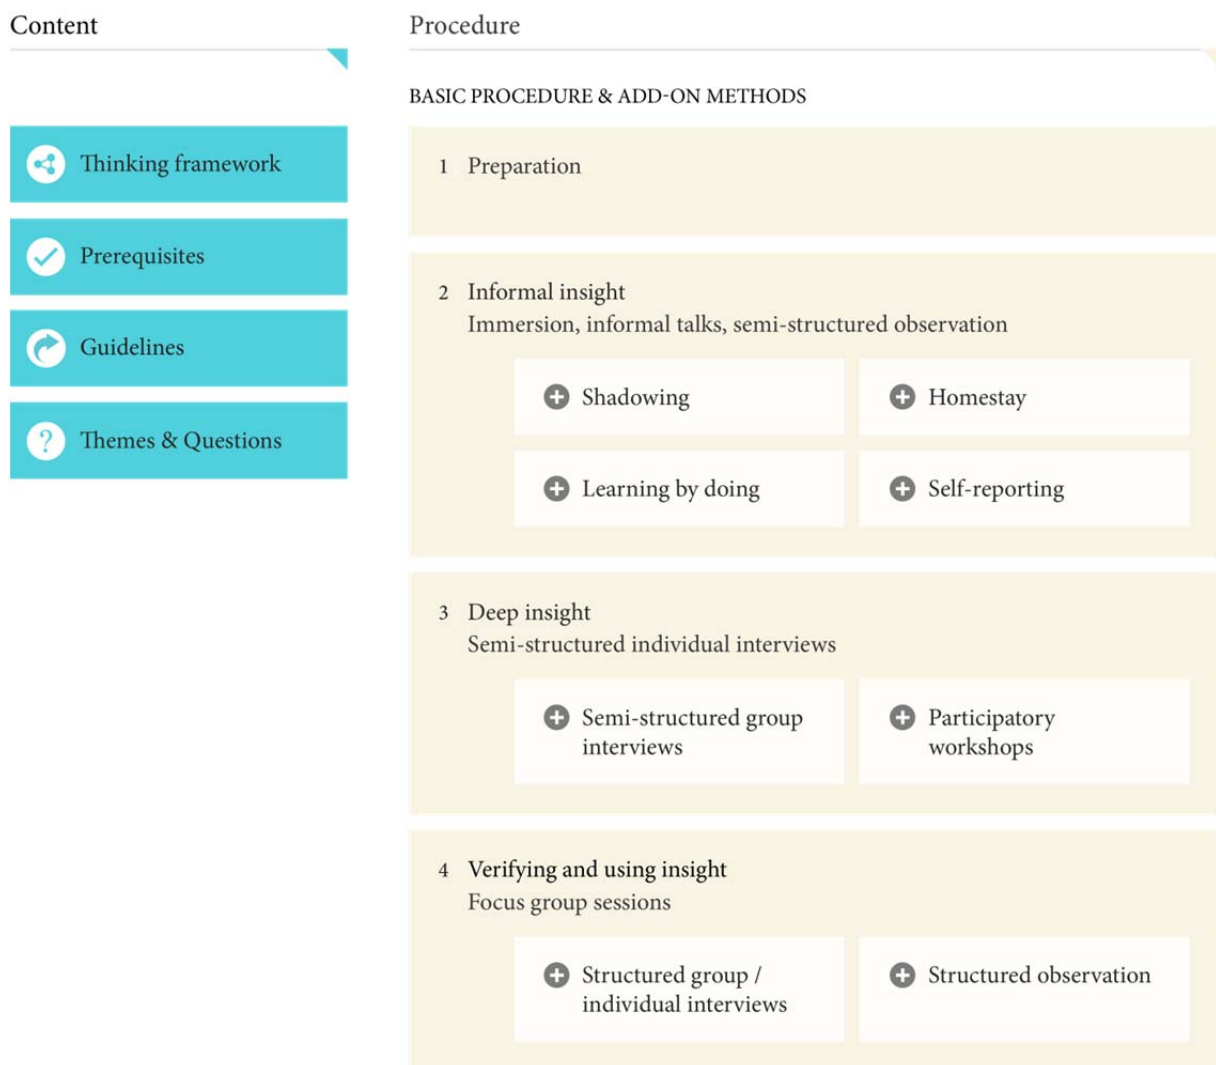 Content
Thinking framework
Prerequisites
Guidelines
? Themes & Questions
Procedure
BASIC PROCEDURE & ADD-ON METHODS
1 Preparation
2 Informal insight
Immersion, informal talks, semi-structured observation
Shadowing
Homestay
Learning by doing
Self-reporting
3 Deep insight
Semi-structured individual interviews
Semi-structured group
interviews
Participatory
workshops
4 Verifying and using insight
Focus group sessions
Structured group /
individual interviews
Structured observation